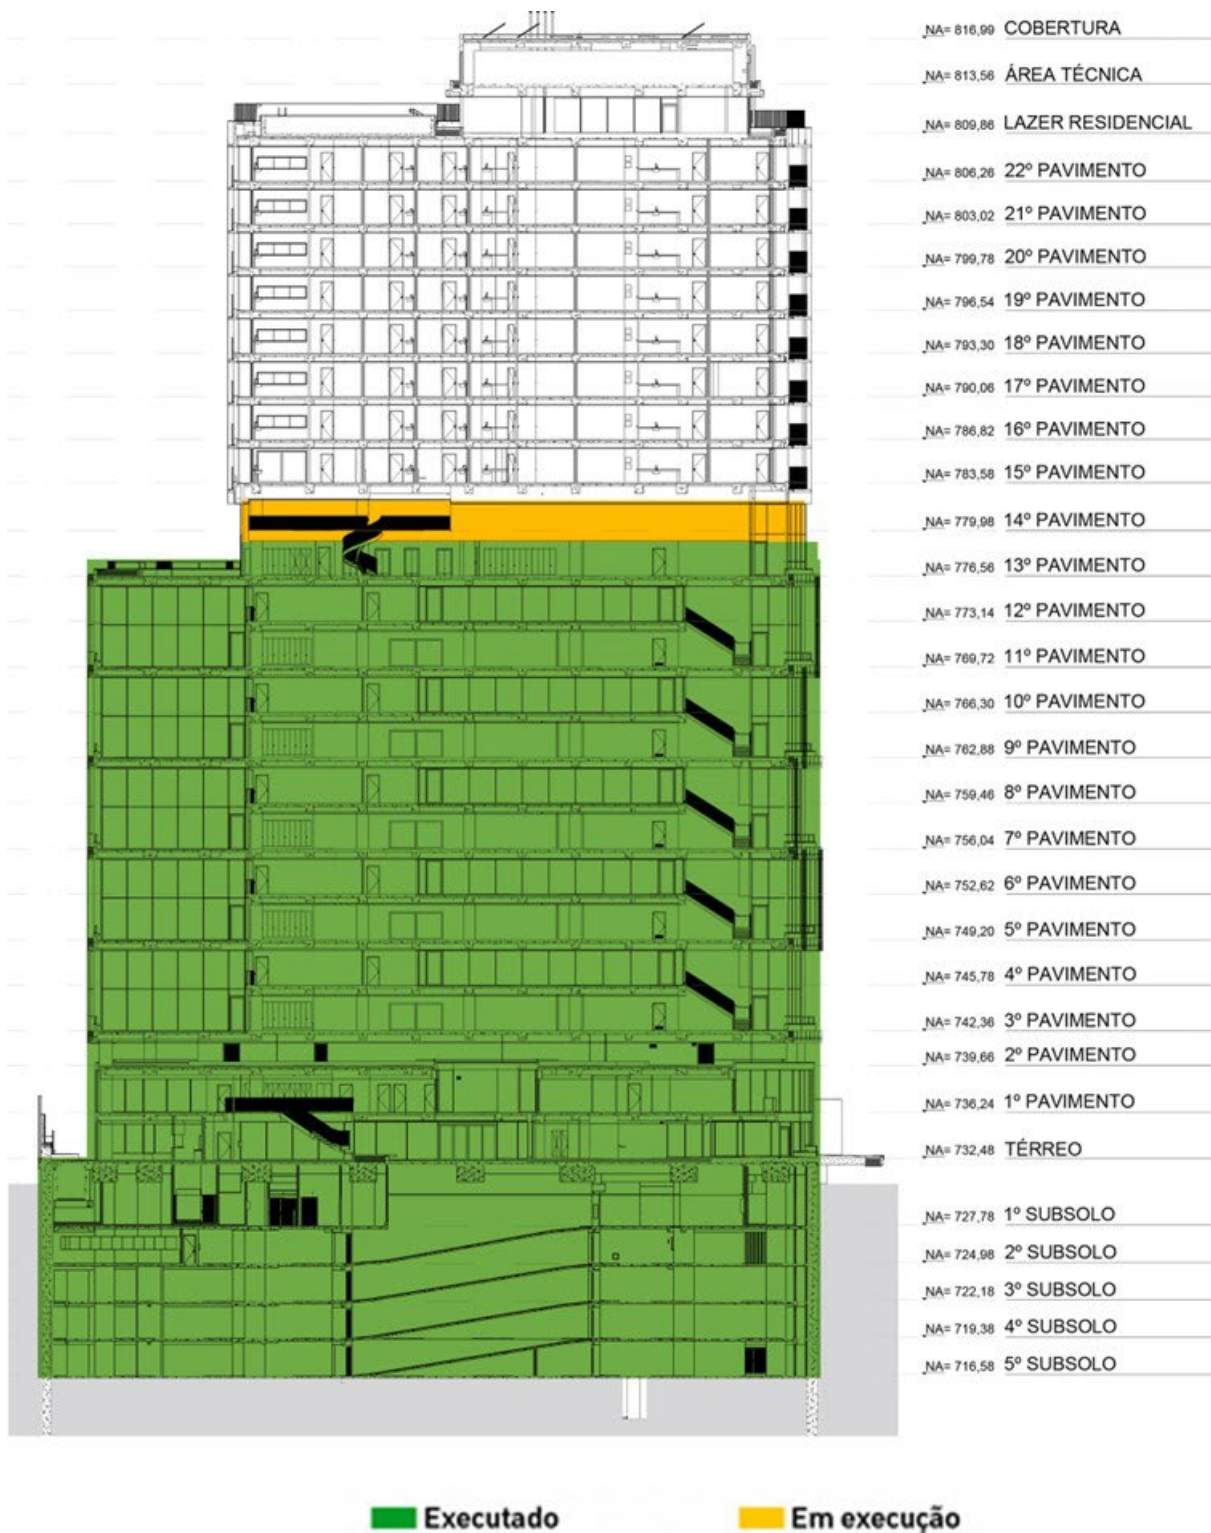 NA= 816,99 COBERTURA
NA= 813,56 ÁREA TÉCNICA
NA= 809,86 LAZER RESIDENCIAL
NA= 806,26 22º PAVIMENTO
NA= 803,02 21º PAVIMENTO
NA= 799,78 20º PAVIMENTO
NA= 796,54 19º PAVIMENTO
NA= 793,30 18º PAVIMENTO
NA= 790,06 17º PAVIMENTO
NA= 786,82 16º PAVIMENTO
NA= 783,58 15º PAVIMENTO
NA= 779,98 14º PAVIMENTO
NA= 776,56 13º PAVIMENTO
NA= 773,14 12º PAVIMENTO
NA= 769,72 11º PAVIMENTO
NA= 766,30 10º PAVIMENTO
NA= 762,88 9º PAVIMENTO
NA= 759,46 8º PAVIMENTO
NA= 756,04 7º PAVIMENTO
NA= 752,62 6º PAVIMENTO
NA= 749,20 5º PAVIMENTO
NA= 745,78 4º PAVIMENTO
NA= 742,36 3º PAVIMENTO
NA= 739,66 2º PAVIMENTO
NA= 736,24 1º PAVIMENTO
NA= 732,48 TÉRREO
NA= 727,78 1º SUBSOLO
NA= 724,98 2º SUBSOLO
NA= 722,18 3º SUBSOLO
NA= 719,38 4º SUBSOLO
NA= 716,58 5º SUBSOLO
Executado Em execução